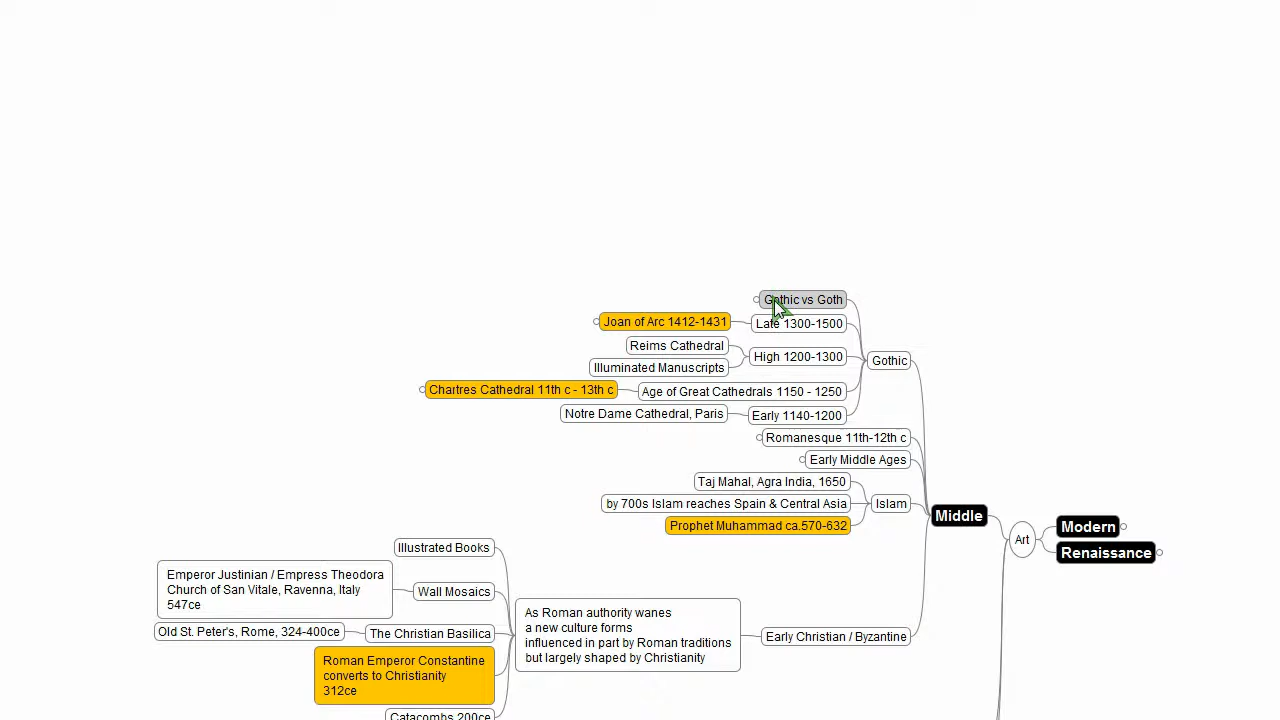 Gothic vs Goth
Joan of Arc 1412-1431
Late 1300-1500
Reims Cathedral
High 1200-1300
Gothic
Illuminated Manuscripts
Chartres Cathedral 11th c - 13th c
Age of Great Cathedrals 1150 - 1250
Notre Dame Cathedral, Paris
Early 1140-1200
Romanesque 11th-12th c
Early Middle Ages
Taj Mahal, Agra India, 1650
by 700s Islam reaches Spain & Central Asia
Islam
Prophet Muhammad ca.570-632
Middle
Modern
Art
Renaissance
Illustrated Books
Emperor Justinian / Empress Theodora
Church of San Vitale, Ravenna, Italy
547ce
Wall Mosaics
Old St. Peter's, Rome, 324-400ce
The Christian Basilica
As Roman authority wanes
a new culture forms
influenced in part by Roman traditions
but largely shaped by Christianity
Early Christian / Byzantine
Roman Emperor Constantine
converts to Christianity
312ce
Catacombs 200ce